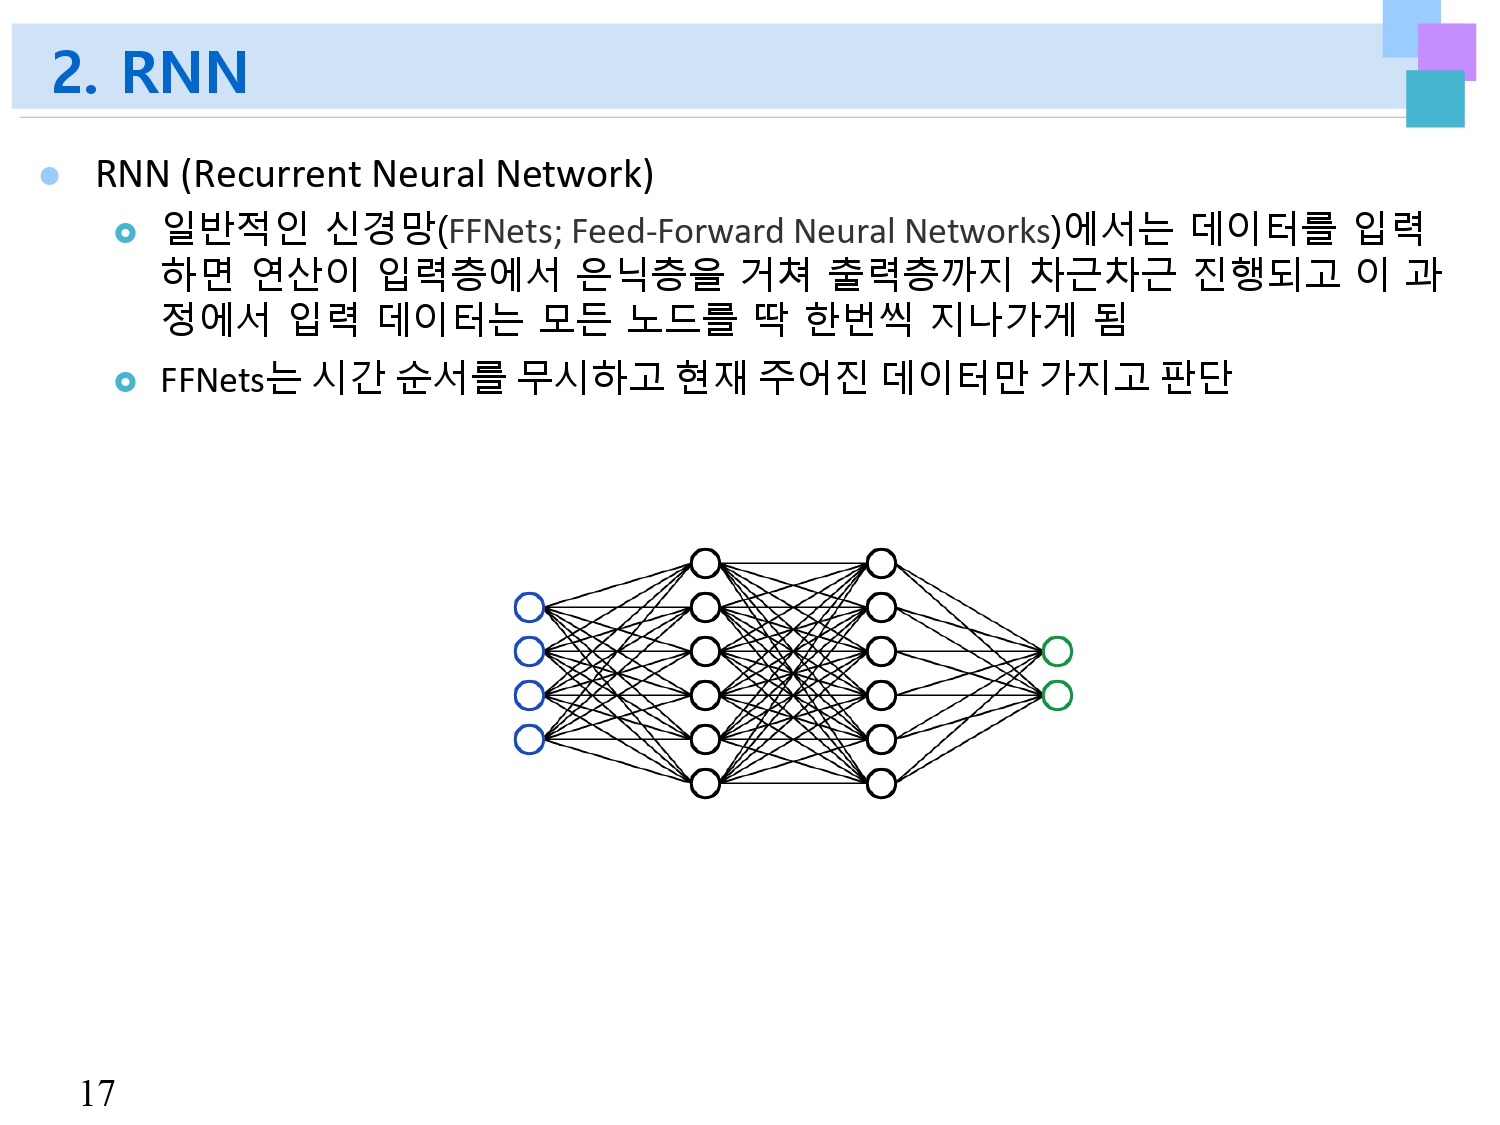 2. RNN
RNN (Recurrent Neural Network)
일반적인 신경망(FFNets; Feed-Forward Neural Networks)에서는 데이터를 입력
하면 연산이 입력층에서 은닉층을 거쳐 출력층까지 차근차근 진행되고 이 과
정에서 입력 데이터는 모든 노드를 딱 한번씩 지나가게 됨
FFNets는 시간 순서를 무시하고 현재 주어진 데이터만 가지고 판단
17